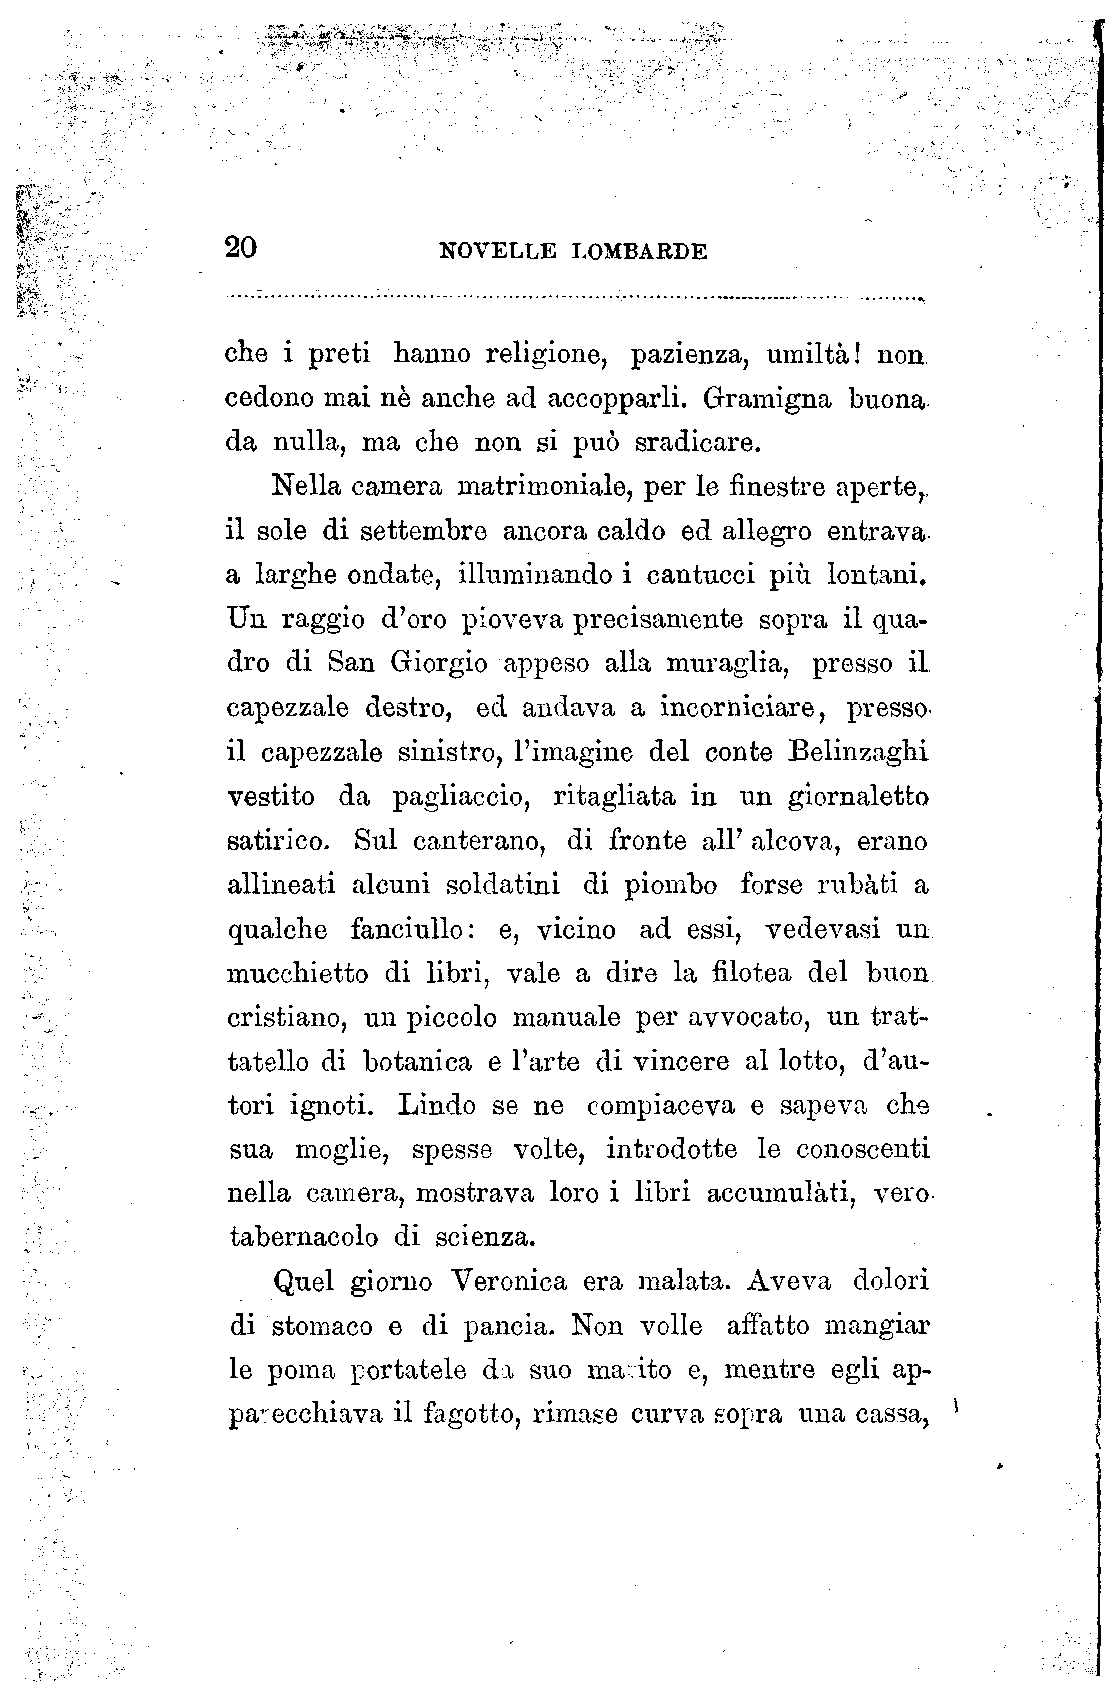 20 NOVELLE LOMBARDE
che i preti hanno religione, pazienza, umiltà! non
cedono mai nè anche ad accopparli. Gramigna buona
da nulla, ma che non si può sradicare.
Nella camera matrimoniale, per le finestre aperte,
il sole di settembre ancora caldo ed allegro entrava
a larghe ondate, illuminando i cantucci più lontani.
Un raggio d'oro pioveva precisamente sopra il qua-
dro di San Giorgio appeso alla muraglia, presso il
capezzale destro, ed andava a incorniciare, presso
il capezzale sinistro, l'imagine del conte Belinzaghi
vestito da pagliaccio, ritagliata in un giornaletto
satirico. Sul canterano, di fronte all' alcova, erano
allineati alcuni soldatini di piombo forse rubàti a
qualche fanciullo: e, vicino ad essi, vedevasi un
mucchietto di libri, vale a dire la filotea del buon
cristiano, un piccolo manuale per avvocato, un trat-
tatello di botanica e l'arte di vincere al lotto, d'au-
tori ignoti. Lindo se ne compiaceva e sapeva che
sua moglie, spesse volte, introdotte le conoscenti
nella camera, mostrava loro i libri accumulàti, vero
tabernacolo di scienza.
Quel giorno Veronica era malata. Aveva dolori
di stomaco e di pancia. Non volle affatto mangiar
le poma portatele da suo marito e, mentre egli ap-
parecchiava il fagotto, rimase curva sopra una cassa,